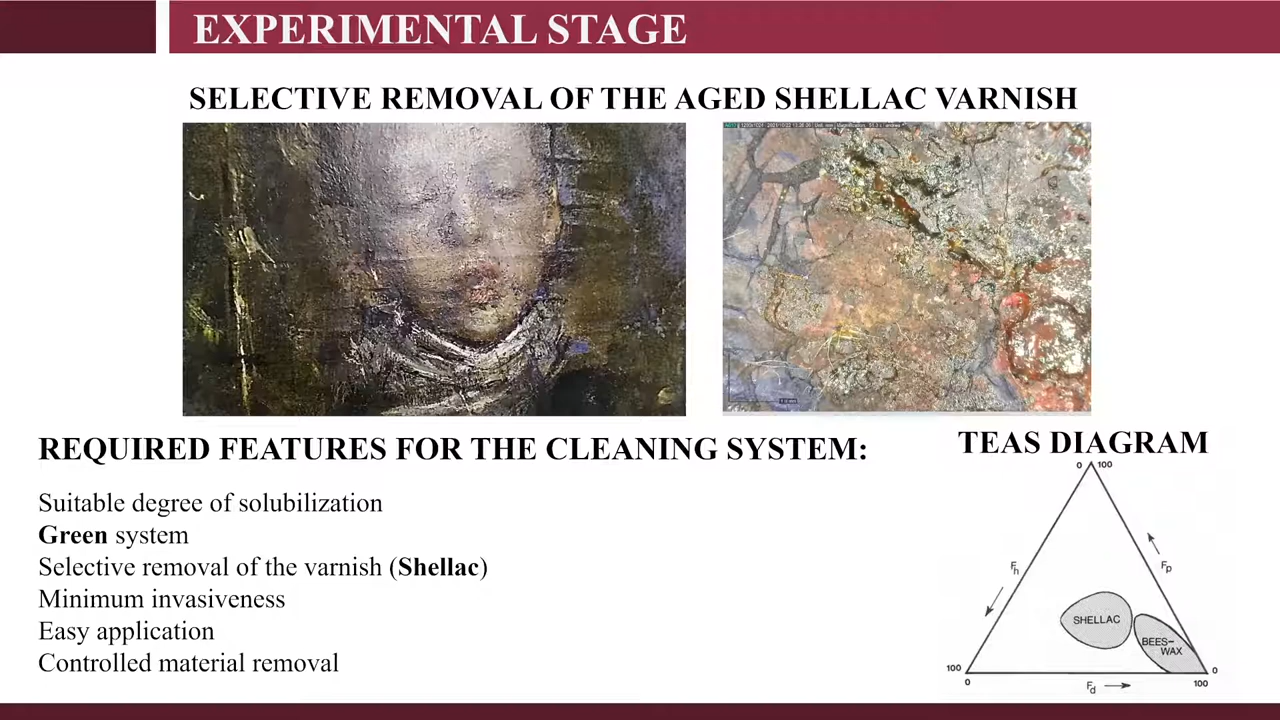 EXPERIMENTAL STAGE
SELECTIVE REMOVAL OF THE AGED SHELLAC VARNISH
REQUIRED FEATURES FOR THE CLEANING SYSTEM:
Suitable degree of solubilization
Green system
Selective removal of the varnish (Shellac)
Minimum invasiveness
Easy application
Controlled material removal
TEAS DIAGRAM
0 100
Fh
Fp
SHELLAC
BEES-
WAX
100
0
0
100
Fd